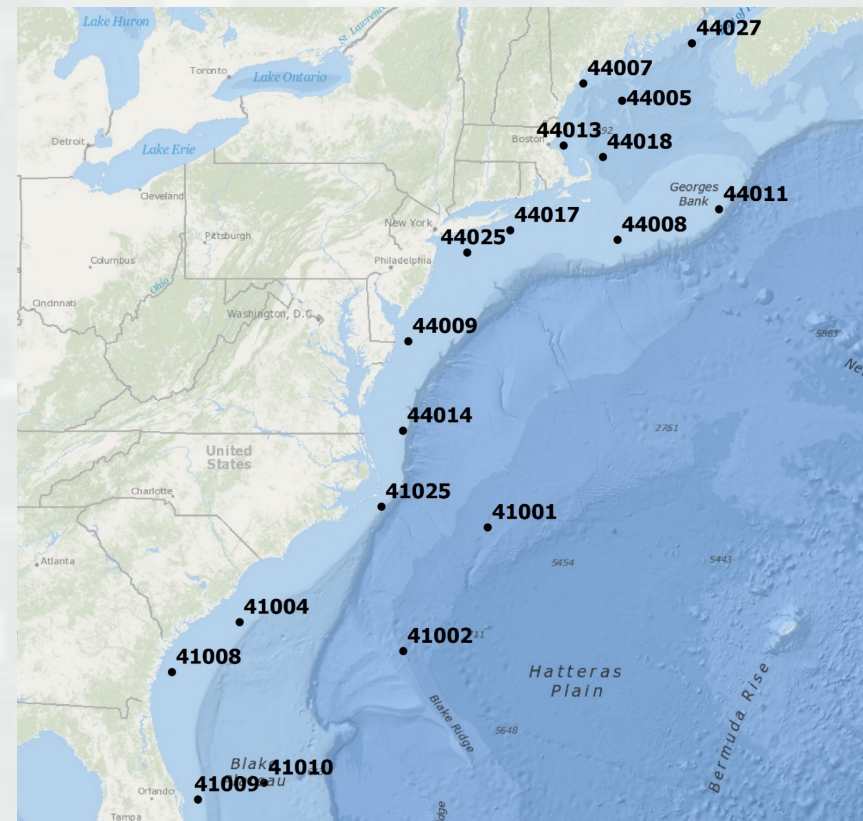 Lake Huron
44027
St. Lawrence
44007
Toronto
Lake Ontario
44005
44013
Boston
44018
Detroit
Lake Erie
Georges
Bank
44011
Cleveland
44017
New York
44008
44025
Pittsburgh
Philadelphia
Columbus
Ohio
Cincinnati
Washington, D.C.
44009
5863
44014
2751
United
States
41025
Charlotte
41001
Atlanta
5454
5443
41004
41002
41008
Hatteras
Plain
Bermuda Rise
Blake Ridge
5648
41010
Blake
41009
Orlando
Tampa